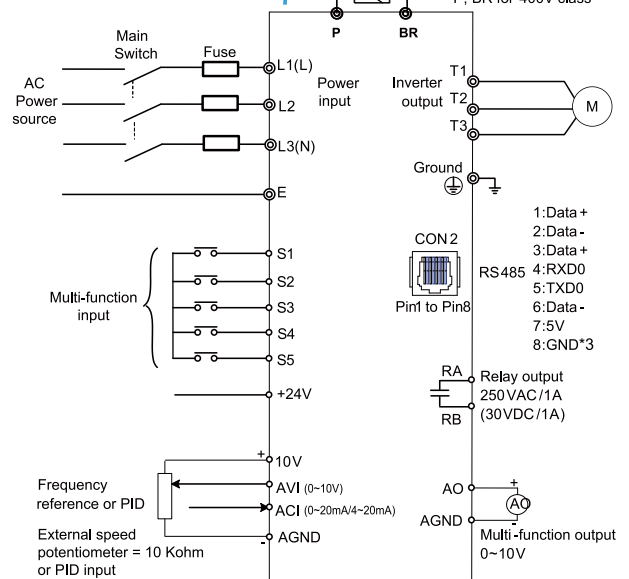 P, BR for 400V class
P
BR
Main
Switch
Fuse
AC
Power
source
L1(L)
L2
L3(N)
E
Power
input
Inverter
output
T1
T2
T3
M
Ground
CON2
RS485
Pin1 to Pin8
1:Data+
2:Data-
3:Data+
4:RXD0
5:TXD0
6:Data-
7:5V
8:GND*3
Multi-function
input
S1
S2
S3
S4
S5
+24V
RA
RB
Relay output
250VAC/1A
(30VDC/1A)
+
10V
AVI (0~10V)
ACI (0~20mA/4~20mA)
-
AGND
Frequency
reference or PID
External speed
potentiometer = 10 Kohm
or PID input
AO
+
AO
AGND
-
Multi-function output
0~10V